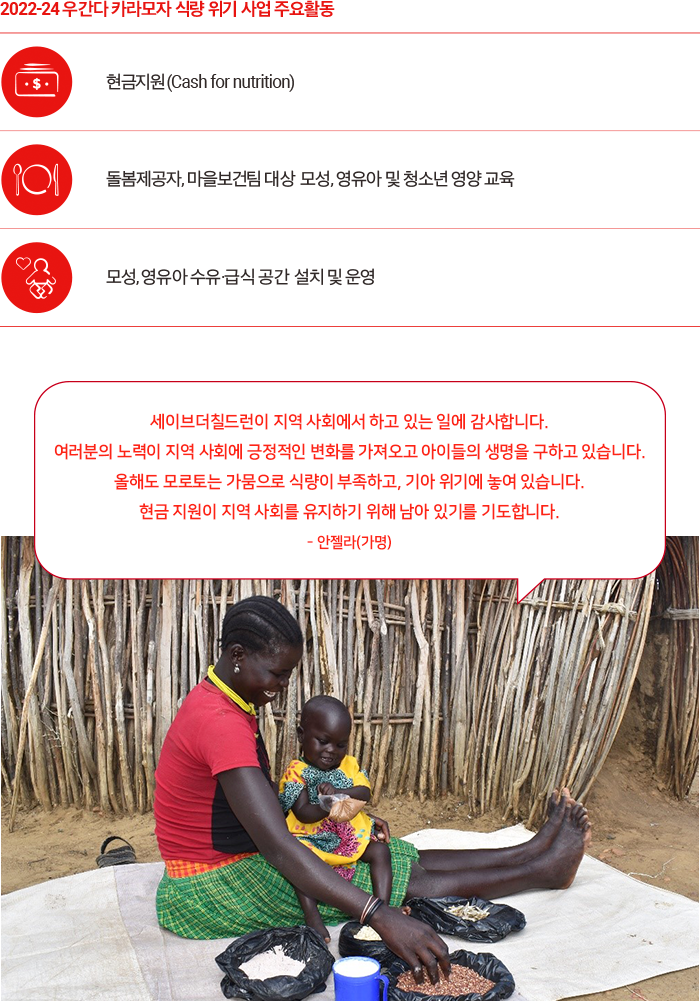 2022-24 우간다 카라모자 식량 위기 사업 주요활동
현금지원(Cash for nutrition)
돌봄제공자, 마을보건팀 대상 모성, 영유아 및 청소년 영양 교육
모성, 영유아 수유·급식 공간 설치 및 운영
세이브더칠드런이 지역 사회에서 하고 있는 일에 감사합니다.
여러분의 노력이 지역 사회에 긍정적인 변화를 가져오고 아이들의 생명을 구하고 있습니다.
올해도 모로토는 가뭄으로 식량이 부족하고, 기아 위기에 놓여 있습니다.
현금 지원이 지역 사회를 유지하기 위해 남아 있기를 기도합니다.
- 안젤라(가명)